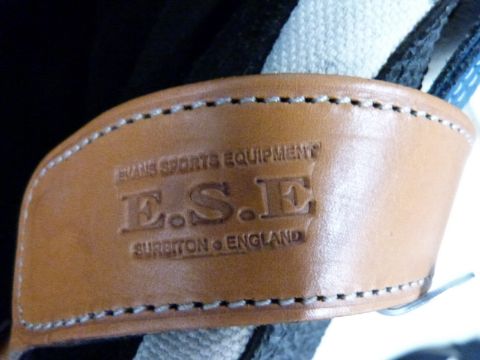 EVANS SPORTS EQUIPMENT
E.S.E
SURBITON • ENGLAND